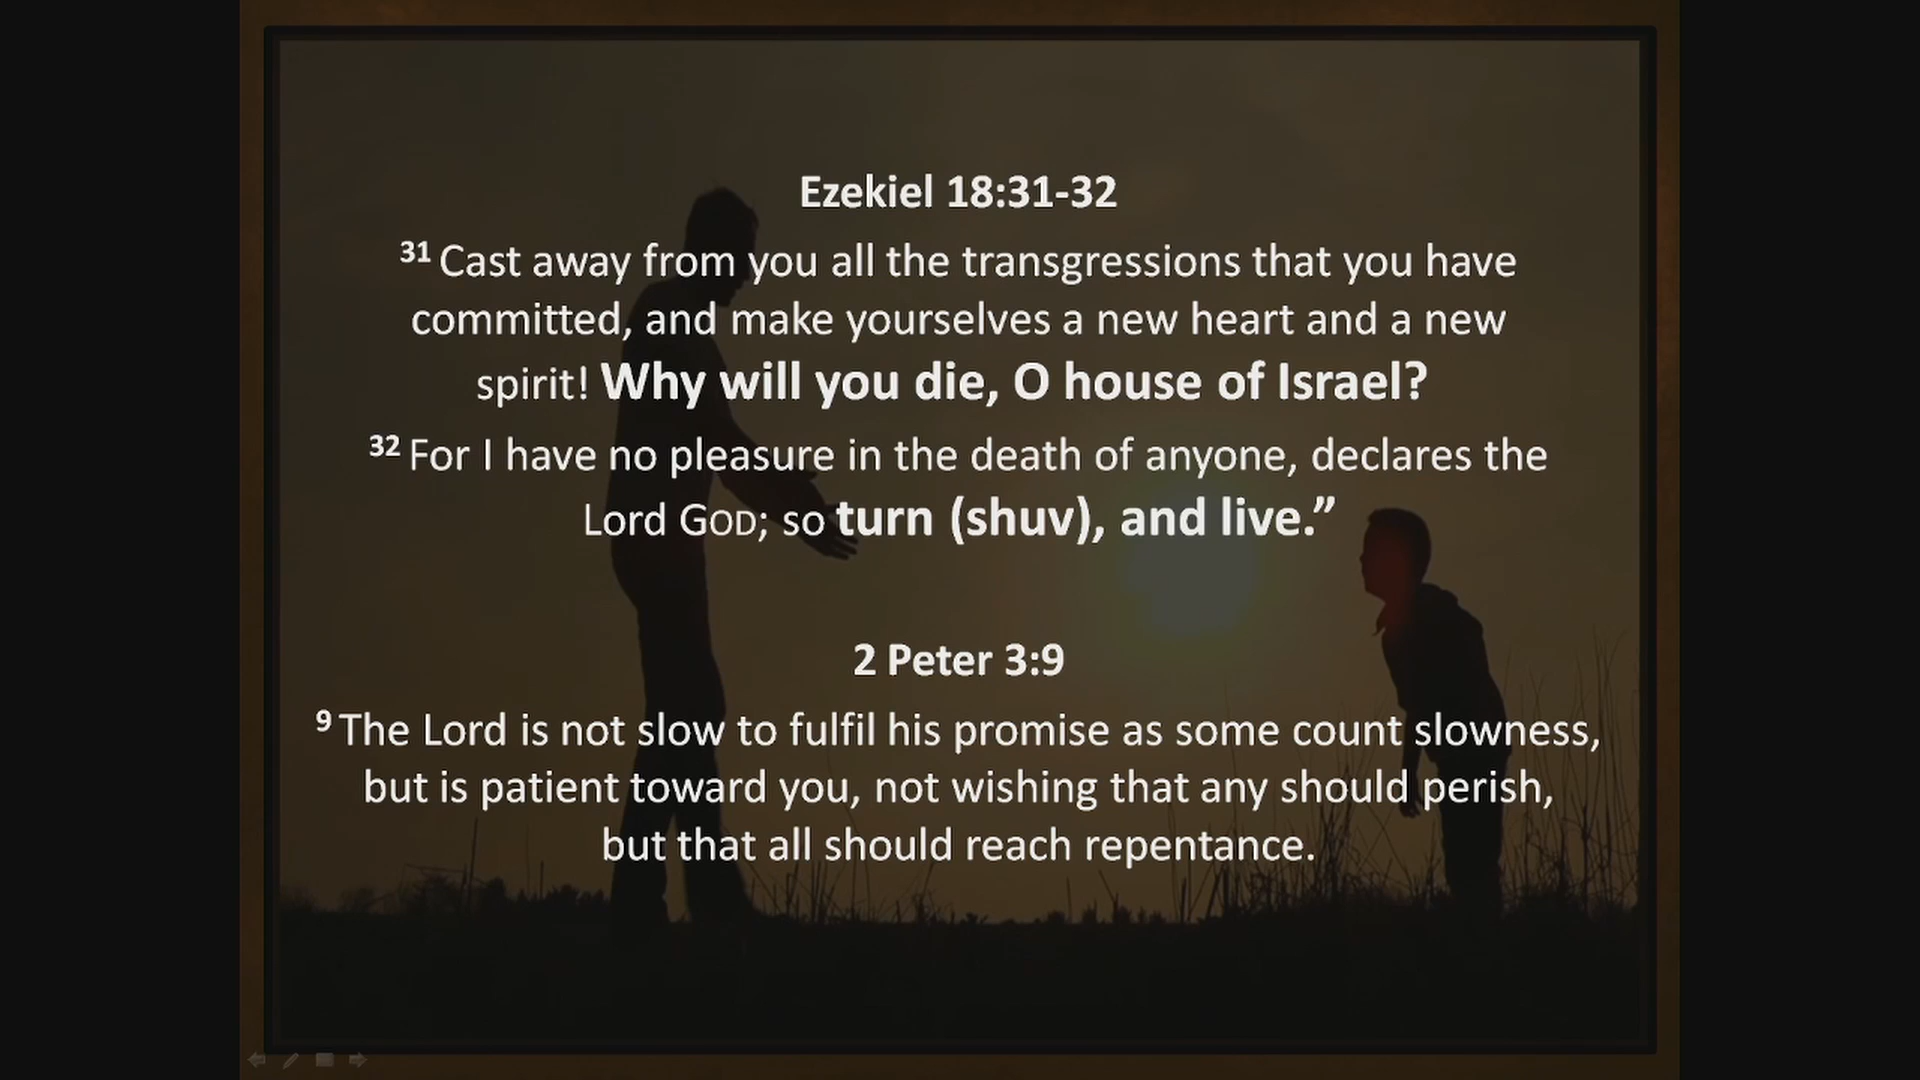 Ezekiel 18:31-32
31 Cast away from you all the transgressions that you have
committed, and make yourselves a new heart and a new
spirit! Why will you die, O house of Israel?
32 For I have no pleasure in the death of anyone, declares the
Lord GOD; so turn (shuv), and live.”
2 Peter 3:9
9 The Lord is not slow to fulfil his promise as some count slowness,
but is patient toward you, not wishing that any should perish,
but that all should reach repentance.